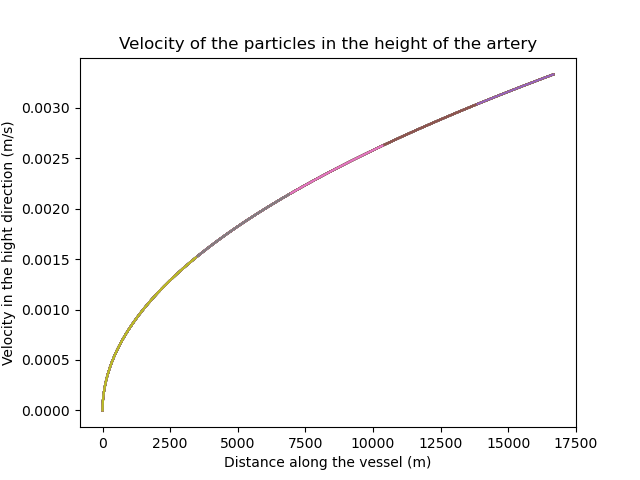 Velocity of the particles in the height of the artery
Velocity in the hight direction (m/s)
0.0030
0.0025
0.0020
0.0015
0.0010
0.0005
0.0000
0 2500 5000 7500 10000 12500 15000 17500
Distance along the vessel (m)